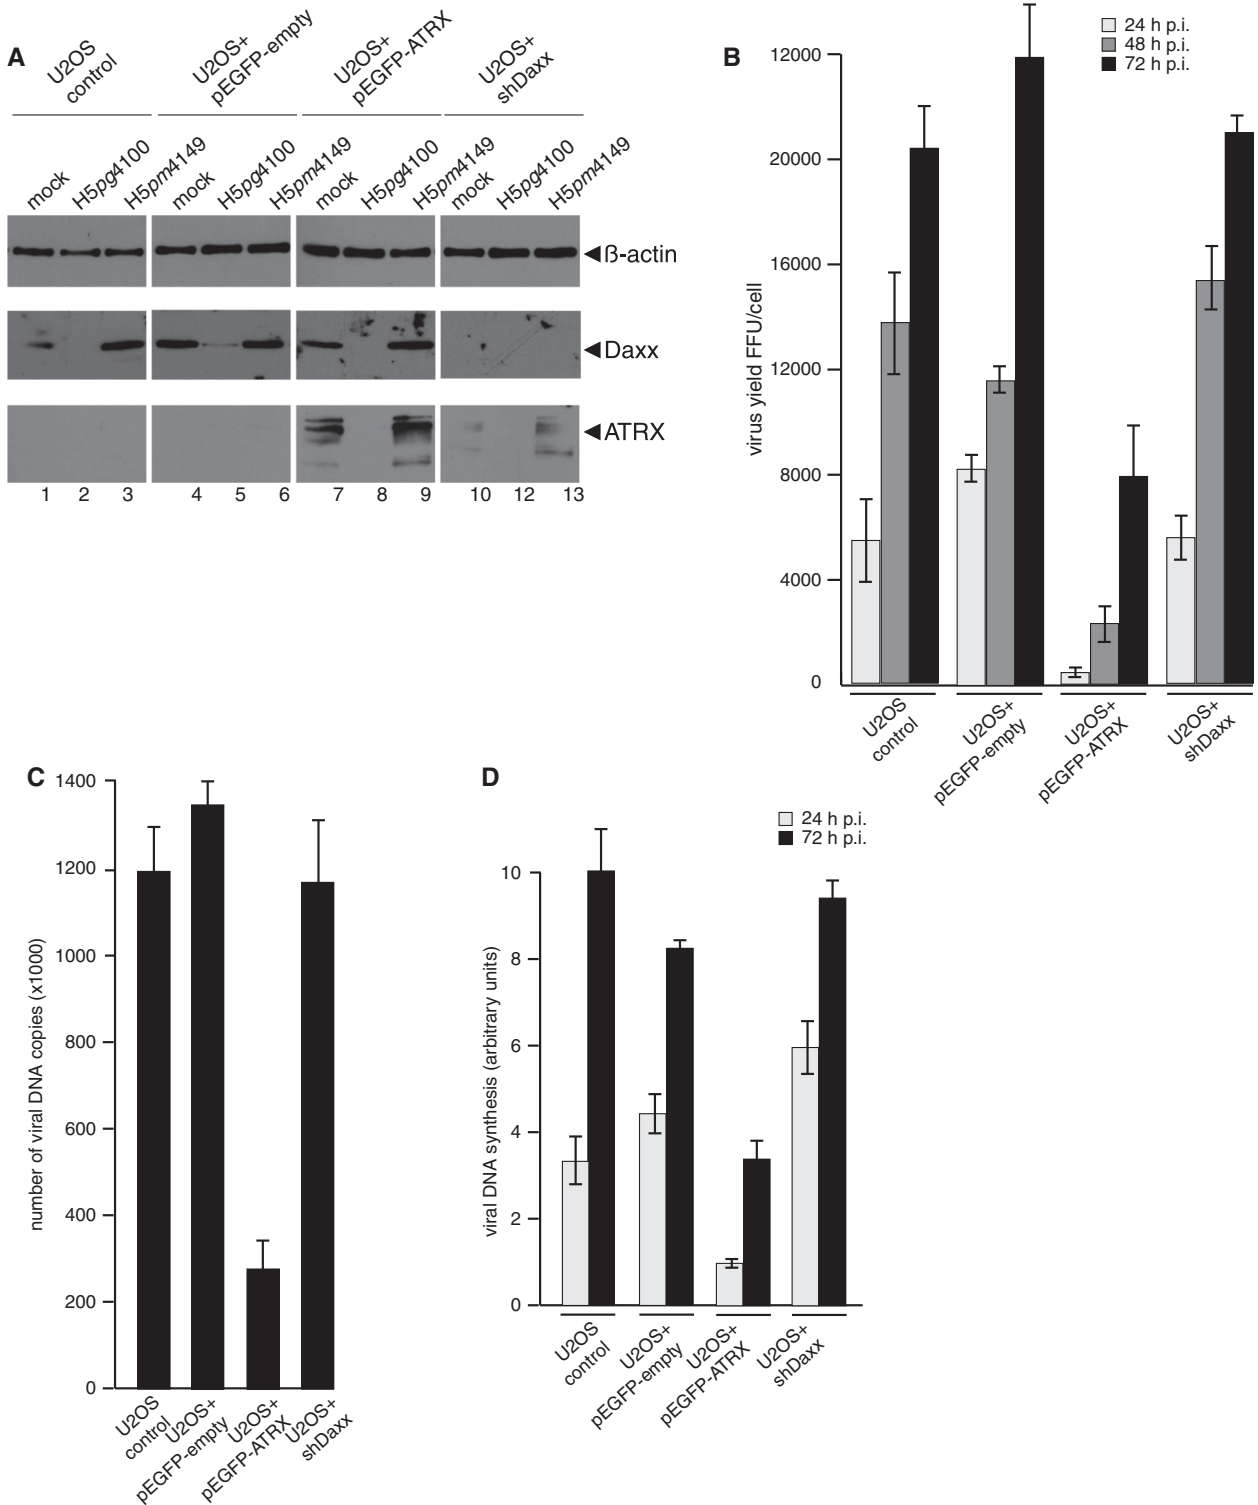 A
U2OS
control
U2OS+
pEGFP-empty
U2OS+
pEGFP-ATRX
U2OS+
shDaxx
mock
H5pg4100
H5pm4149
mock
H5pg4100
H5pm4149
mock
H5pg4100
H5pm4149
mock
H5pg4100
H5pm4149
ß-actin
Daxx
ATRX
1 2 3 4 5 6 7 8 9 10 12 13
B
24 h p.i.
48 h p.i.
72 h p.i.
virus yield FFU/cell
12000
20000
16000
12000
8000
4000
0
U2OS
control
U2OS+
pEGFP-empty
U2OS+
pEGFP-ATRX
U2OS+
shDaxx
C
number of viral DNA copies (x1000)
1400
1200
1000
800
600
400
200
0
U2OS
control
U2OS+
pEGFP-empty
U2OS+
pEGFP-ATRX
U2OS+
shDaxx
D
24 h p.i.
72 h p.i.
viral DNA synthesis (arbitrary units)
10
8
6
4
2
0
U2OS
control
U2OS+
pEGFP-empty
U2OS+
pEGFP-ATRX
U2OS+
shDaxx